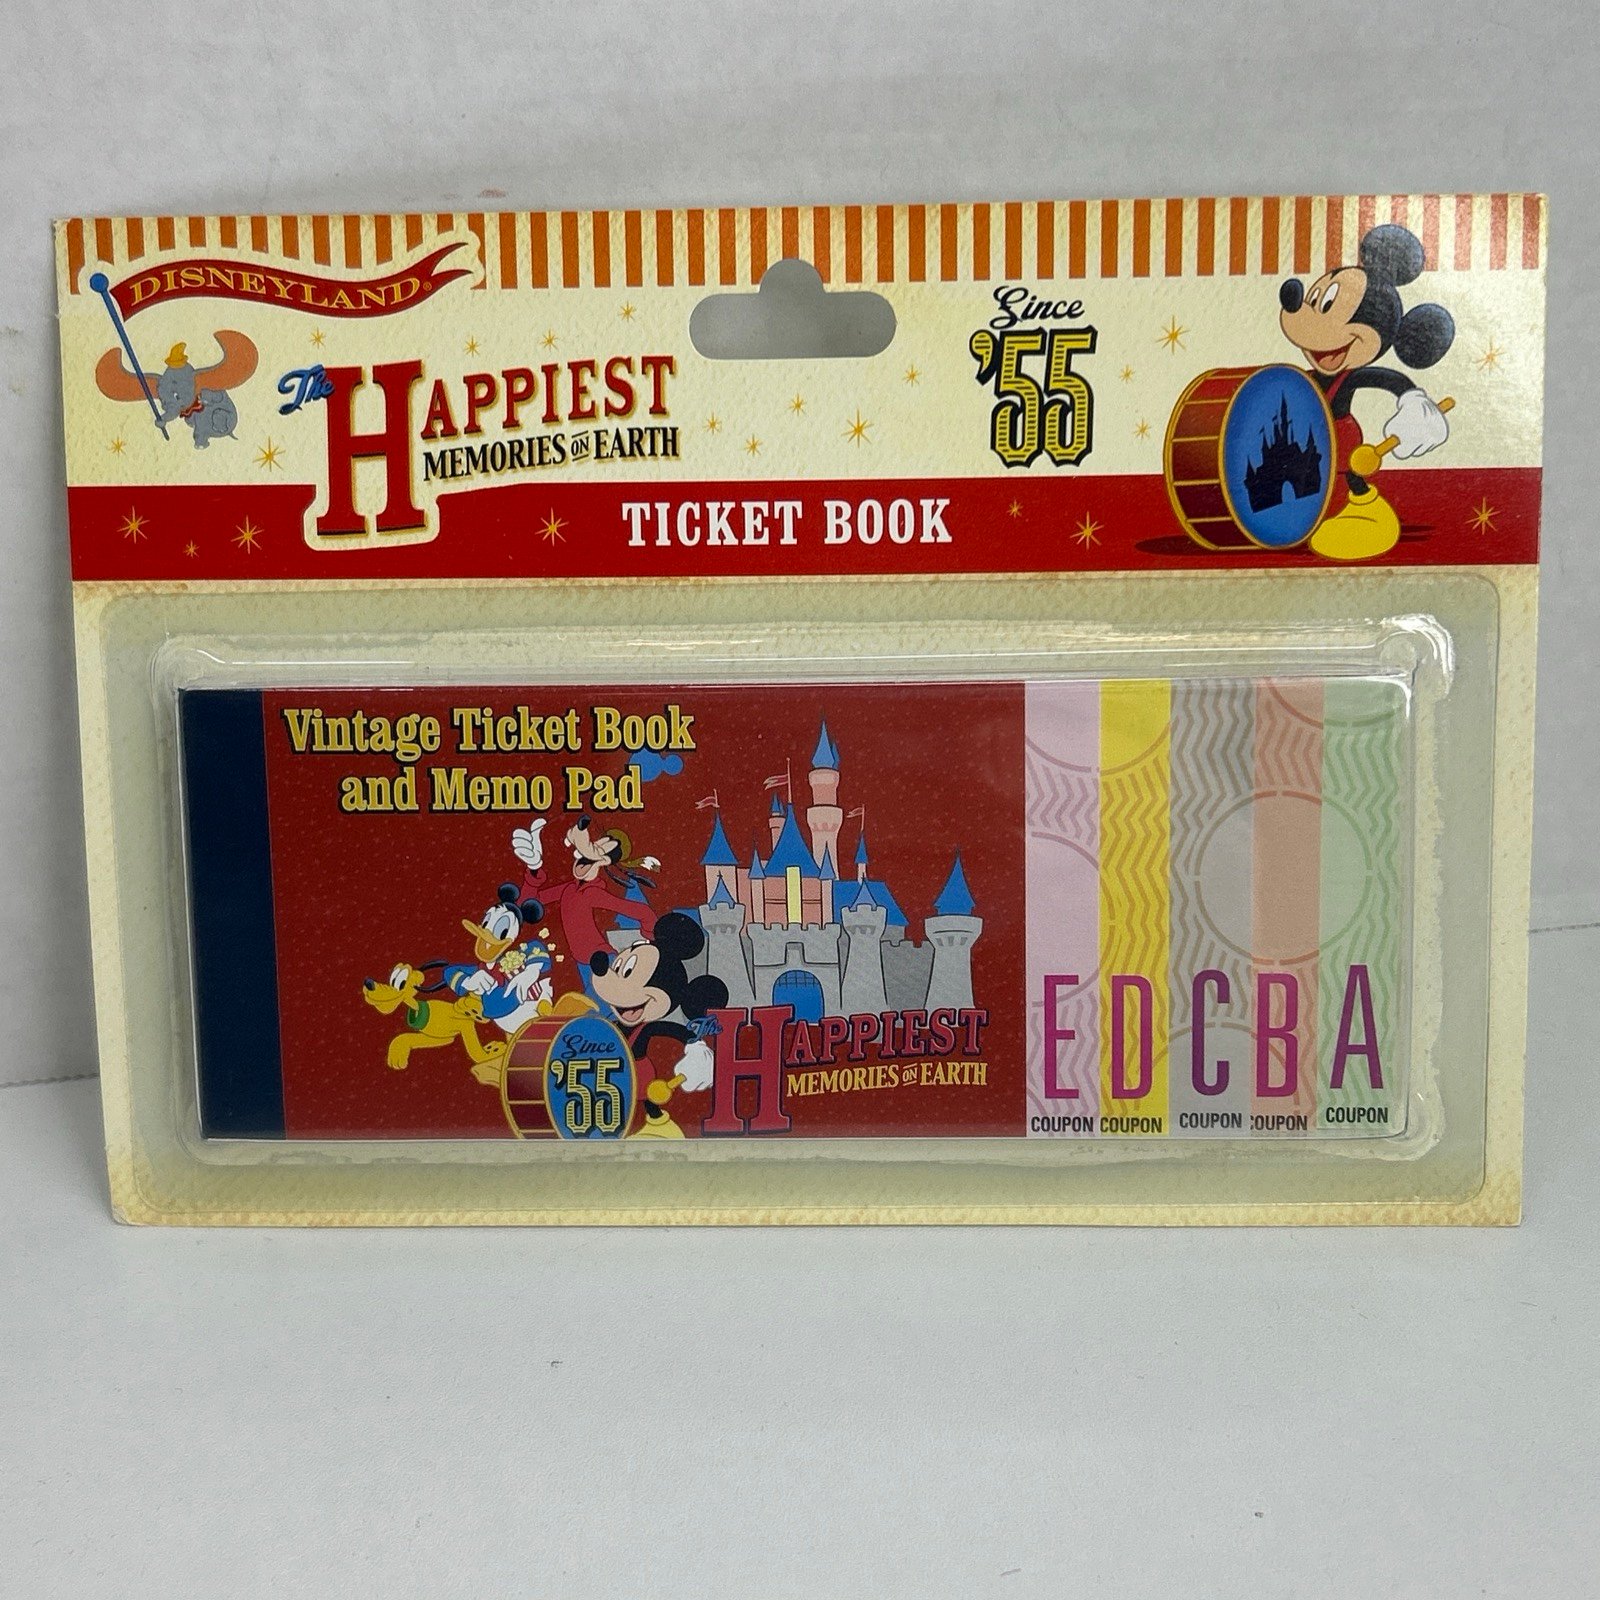 DISNEYLAND®
The HAPPIEST
MEMORIES ON EARTH
Since
'55
TICKET BOOK
Vintage Ticket Book
and Memo Pad
Since
'55
The HAPPIEST
MEMORIES ON EARTH
E D C B A
COUPON COUPON COUPON COUPON COUPON